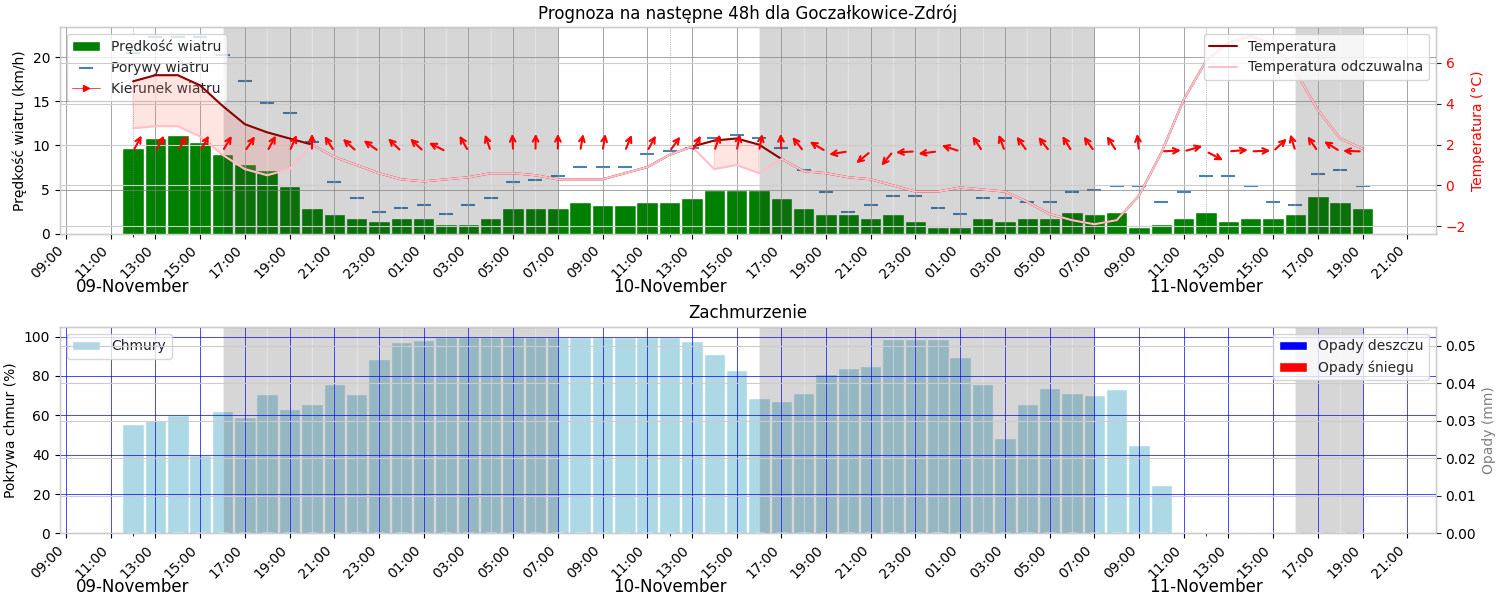 Prognoza na następne 48h dla Goczałkowice-Zdrój
Prędkość wiatru
Porywy wiatru
Kierunek wiatru
Temperatura
Temperatura odczuwalna
Prędkość wiatru (km/h)
20
15
10
5
0
Temperatura (°C)
6
4
2
0
−2
09:00 11:00 13:00 15:00 17:00 19:00 21:00 23:00 01:00 03:00 05:00 07:00 09:00 11:00 13:00 15:00 17:00 19:00 21:00 23:00 01:00 03:00 05:00 07:00 09:00 11:00 13:00 15:00 17:00 19:00 21:00
09-November 10-November 11-November
Zachmurzenie
Chmury
Opady deszczu
Opady śniegu
Pokrywa chmur (%)
100
80
60
40
20
0
Opady (mm)
0.05
0.04
0.03
0.02
0.01
0.00
09:00 11:00 13:00 15:00 17:00 19:00 21:00 23:00 01:00 03:00 05:00 07:00 09:00 11:00 13:00 15:00 17:00 19:00 21:00 23:00 01:00 03:00 05:00 07:00 09:00 11:00 13:00 15:00 17:00 19:00 21:00
09-November 10-November 11-November